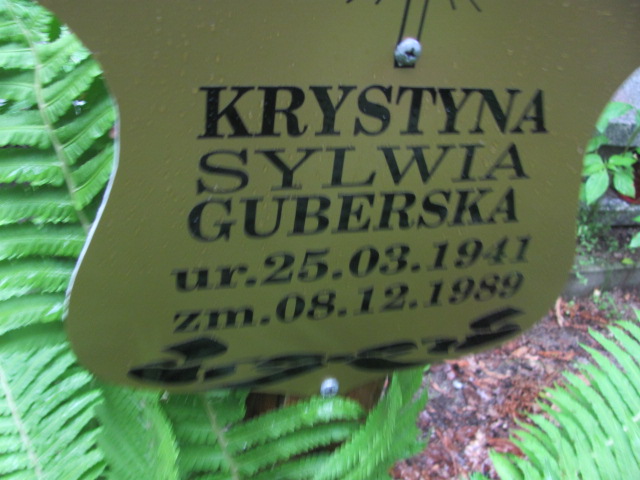 KRYSTYNA
SYLWIA
GUBERSKA
ur.25.03.1941
zm.08.12.1989